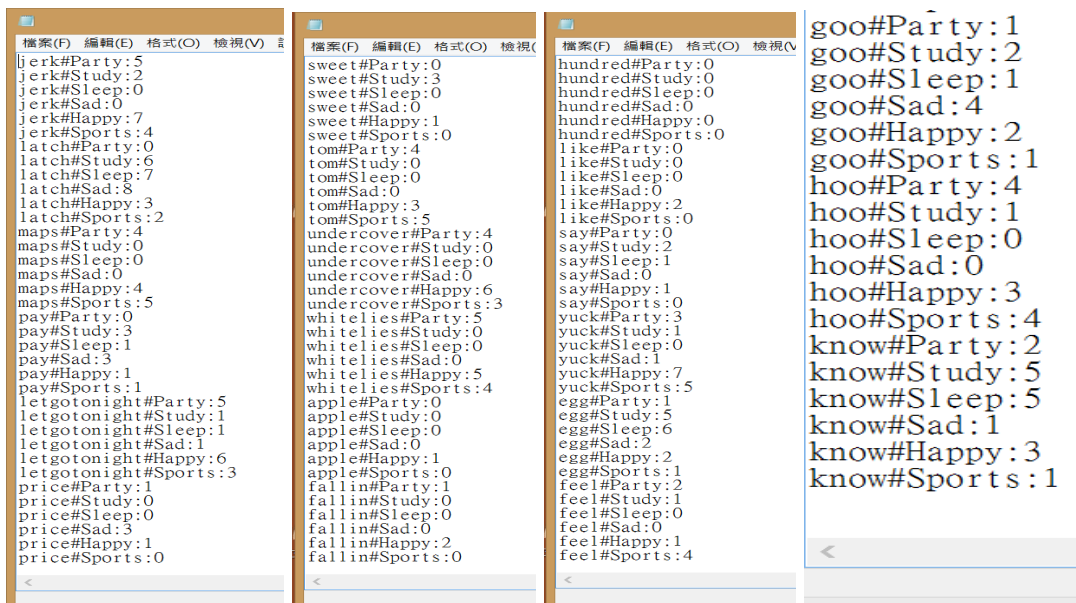 檔案(F) 編輯(E) 格式(O) 檢視(V)
jerk#Party:5
jerk#Study:2
jerk#Sleep:0
jerk#Sad:0
jerk#Happy:7
jerk#Sports:4
latch#Party:0
latch#Study:6
latch#Sleep:7
latch#Sad:8
latch#Happy:3
latch#Sports:2
maps#Party:4
maps#Study:0
maps#Sleep:0
maps#Sad:0
maps#Happy:4
maps#Sports:5
pay#Party:0
pay#Study:3
pay#Sleep:1
pay#Sad:3
pay#Happy:1
pay#Sports:1
letgotonight#Party:5
letgotonight#Study:1
letgotonight#Sleep:1
letgotonight#Sad:1
letgotonight#Happy:6
letgotonight#Sports:3
price#Party:1
price#Study:0
price#Sleep:0
price#Sad:3
price#Happy:1
price#Sports:0
檔案(F) 編輯(E) 格式(O) 檢視(
sweet#Party:0
sweet#Study:3
sweet#Sleep:0
sweet#Sad:0
sweet#Happy:1
sweet#Sports:0
tom#Party:4
tom#Study:0
tom#Sleep:0
tom#Sad:0
tom#Happy:3
tom#Sports:5
undercover#Party:4
undercover#Study:0
undercover#Sleep:0
undercover#Sad:0
undercover#Happy:6
undercover#Sports:3
whitelies#Party:5
whitelies#Study:0
whitelies#Sleep:0
whitelies#Sad:0
whitelies#Happy:5
whitelies#Sports:4
apple#Party:0
apple#Study:0
apple#Sleep:0
apple#Sad:0
apple#Happy:1
apple#Sports:0
fallin#Party:1
fallin#Study:0
fallin#Sleep:0
fallin#Sad:0
fallin#Happy:2
fallin#Sports:0
檔案(F) 編輯(E) 格式(O) 檢視(V
hundred#Party:0
hundred#Study:0
hundred#Sleep:0
hundred#Sad:0
hundred#Happy:0
hundred#Sports:0
like#Party:0
like#Study:0
like#Sleep:0
like#Sad:0
like#Happy:2
like#Sports:0
say#Party:0
say#Study:2
say#Sleep:1
say#Sad:0
say#Happy:1
say#Sports:0
yuck#Party:3
yuck#Study:1
yuck#Sleep:0
yuck#Sad:1
yuck#Happy:7
yuck#Sports:5
egg#Party:1
egg#Study:5
egg#Sleep:6
egg#Sad:2
egg#Happy:2
egg#Sports:1
feel#Party:2
feel#Study:1
feel#Sleep:0
feel#Sad:0
feel#Happy:1
feel#Sports:4
goo#Party:1
goo#Study:2
goo#Sleep:1
goo#Sad:4
goo#Happy:2
goo#Sports:1
hoo#Party:4
hoo#Study:1
hoo#Sleep:0
hoo#Sad:0
hoo#Happy:3
hoo#Sports:4
know#Party:2
know#Study:5
know#Sleep:5
know#Sad:1
know#Happy:3
know#Sports:1